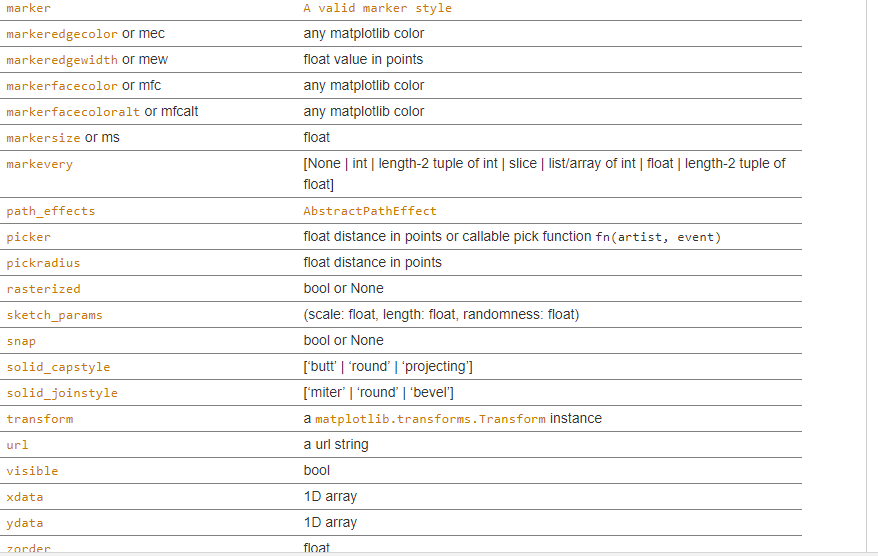 marker A valid marker style
markeredgecolor or mec any matplotlib color
markeredgewidth or mew float value in points
markerfacecolor or mfc any matplotlib color
markerfacecoloralt or mfcalt any matplotlib color
markersize or ms float
markevery [None | int | length-2 tuple of int | slice | list/array of int | float | length-2 tuple of
float]
path_effects AbstractPathEffect
picker float distance in points or callable pick function fn(artist, event)
pickradius float distance in points
rasterized bool or None
sketch_params (scale: float, length: float, randomness: float)
snap bool or None
solid_capstyle [‘butt’ | ‘round’ | ‘projecting’]
solid_joinstyle [‘miter’ | ‘round’ | ‘bevel’]
transform a matplotlib.transforms.Transform instance
url a url string
visible bool
xdata 1D array
ydata 1D array
zorder float